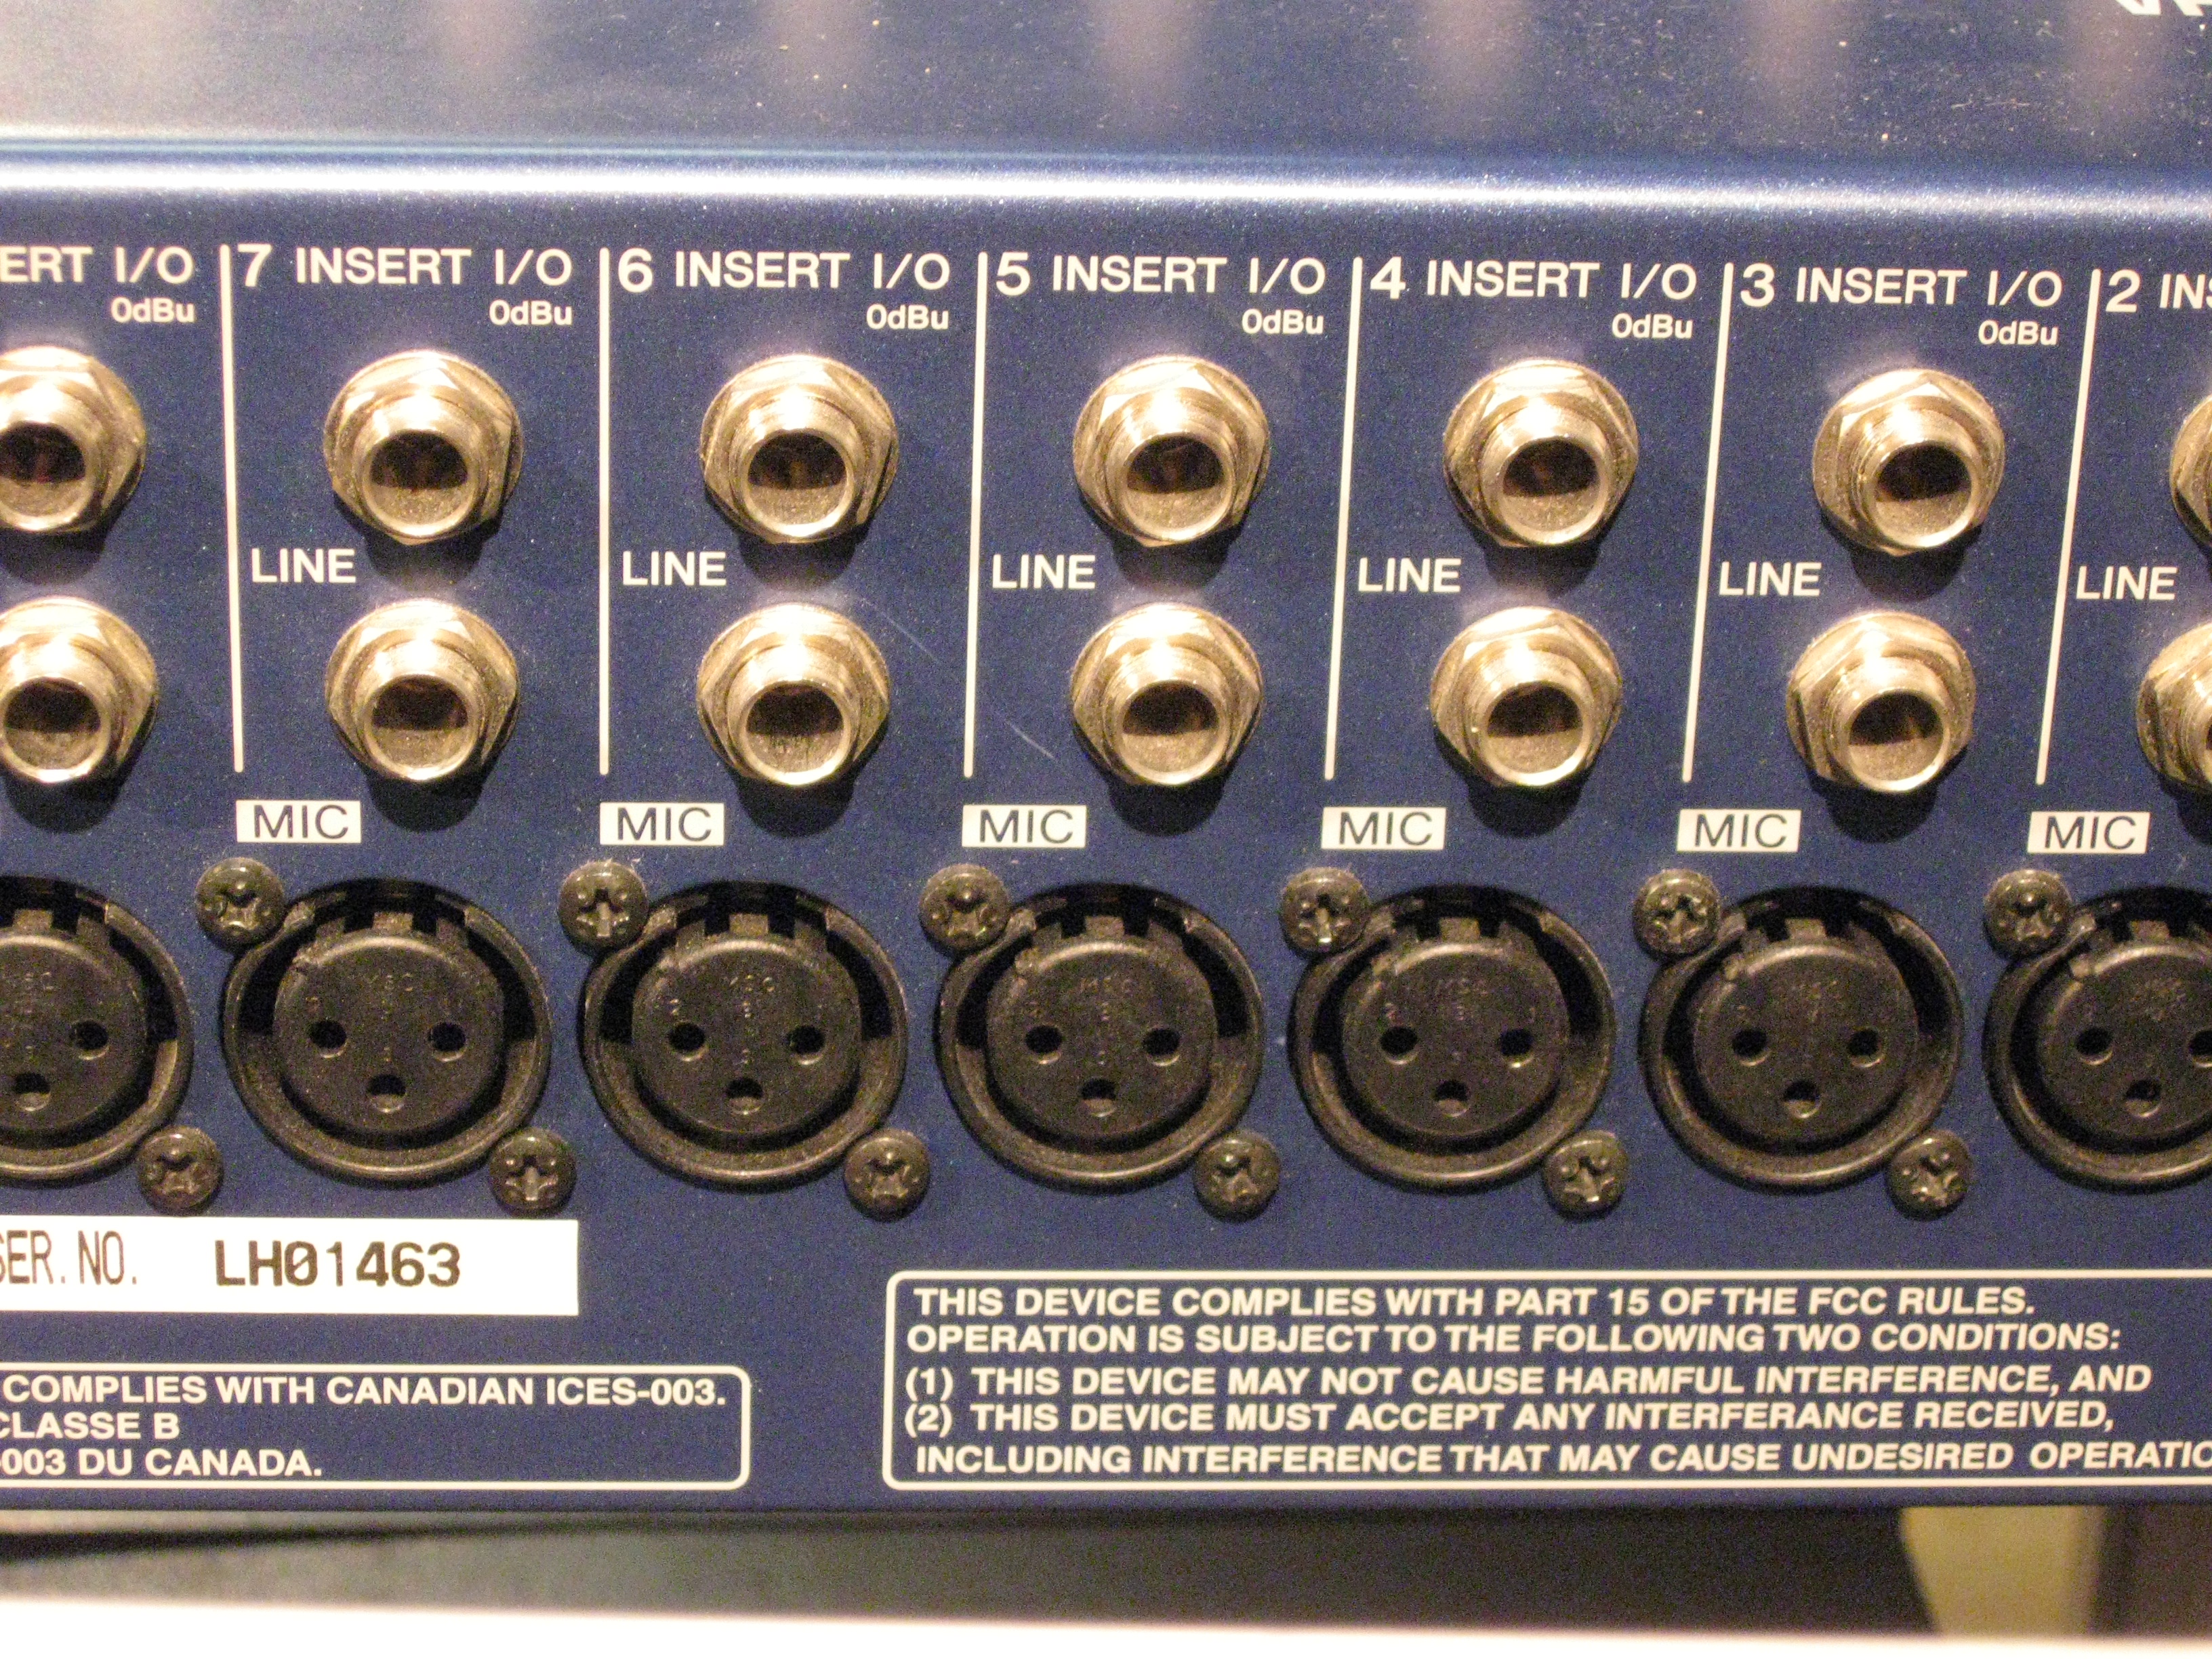 ERT I/O 7 INSERT I/O 6 INSERT I/O 5 INSERT I/O 4 INSERT I/O 3 INSERT I/O 2 INS
0dBu 0dBu 0dBu 0dBu 0dBu 0dBu
LINE LINE LINE LINE LINE LINE
MIC MIC MIC MIC MIC MIC
SER. NO. LH01463
COMPLIES WITH CANADIAN ICES-003.
CLASSE B
-003 DU CANADA.
THIS DEVICE COMPLIES WITH PART 15 OF THE FCC RULES.
OPERATION IS SUBJECT TO THE FOLLOWING TWO CONDITIONS:
(1) THIS DEVICE MAY NOT CAUSE HARMFUL INTERFERENCE, AND
(2) THIS DEVICE MUST ACCEPT ANY INTERFERANCE RECEIVED,
INCLUDING INTERFERENCE THAT MAY CAUSE UNDESIRED OPERATIO